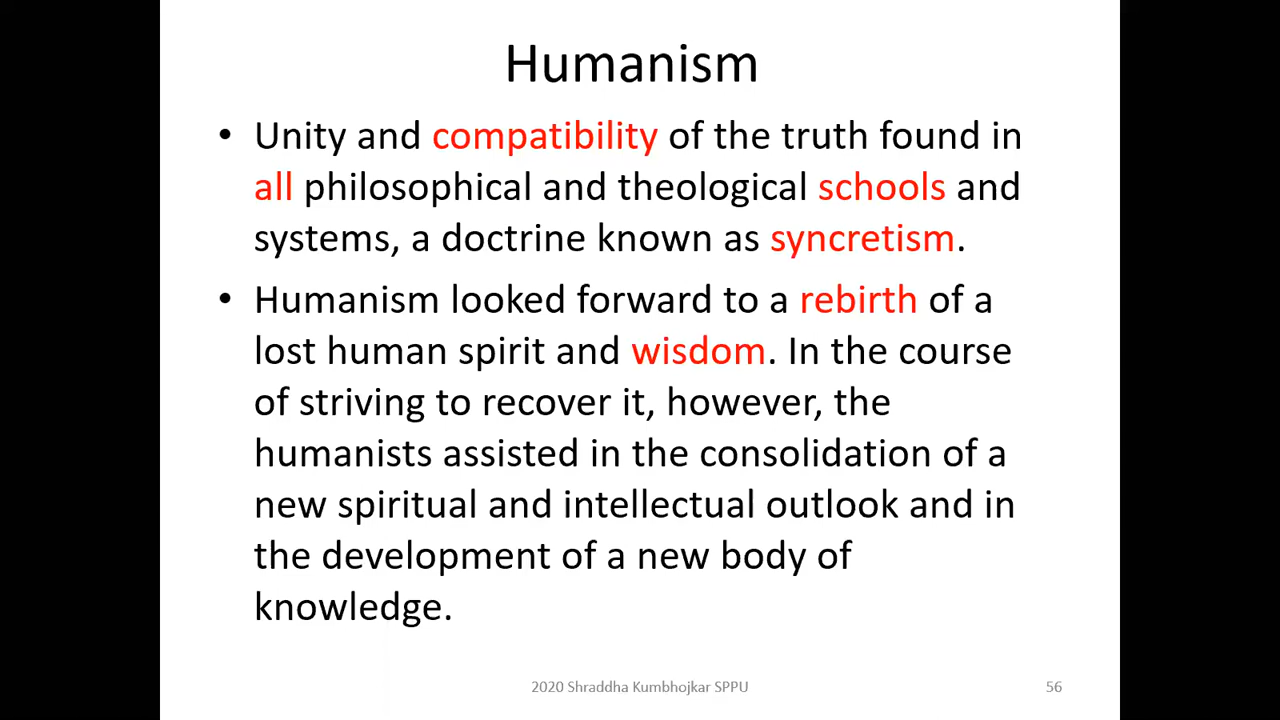 Humanism
• Unity and compatibility of the truth found in
all philosophical and theological schools and
systems, a doctrine known as syncretism.
• Humanism looked forward to a rebirth of a
lost human spirit and wisdom. In the course
of striving to recover it, however, the
humanists assisted in the consolidation of a
new spiritual and intellectual outlook and in
the development of a new body of
knowledge.
2020 Shraddha Kumbhojkar SPPU 56